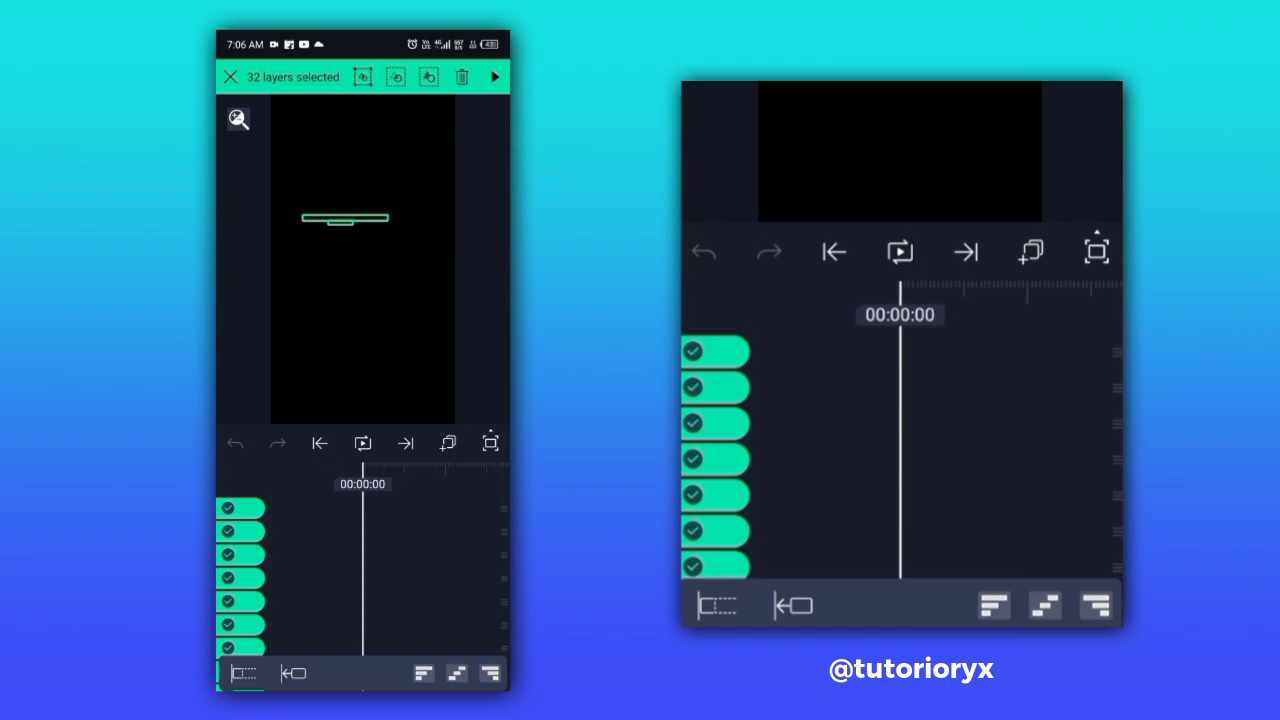 7:06 AM
32 layers selected
00:00:00
00:00:00
@tutorioryx